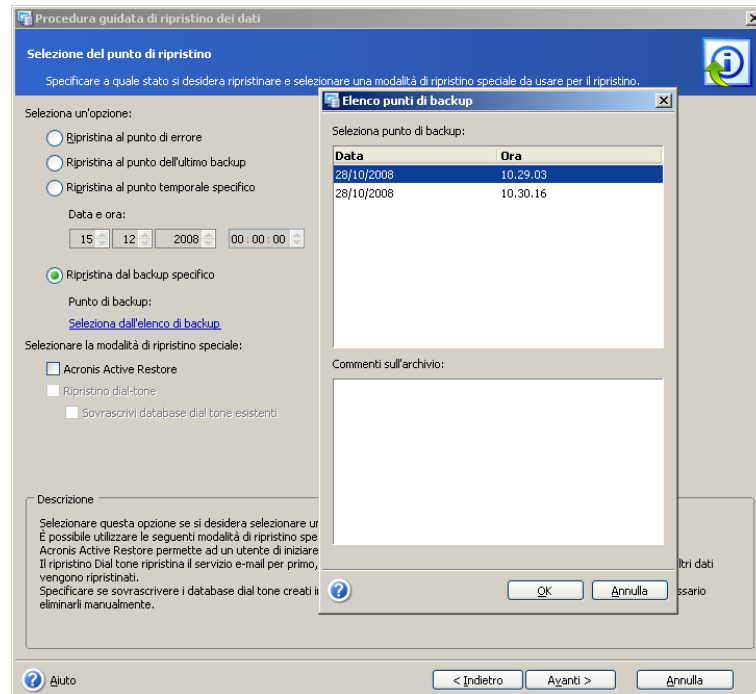 Procedura guidata di ripristino dei dati
Selezione del punto di ripristino
Specificare a quale stato si desidera ripristinare e selezionare una modalità di ripristino speciale da usare per il ripristino.
Seleziona un'opzione:
Ripristina al punto di errore
Ripristina al punto dell'ultimo backup
Ripristina al punto temporale specifico
Data e ora:
15 12 2008 00:00:00
Ripristina dal backup specifico
Punto di backup:
Seleziona dall'elenco di backup
Selezionare la modalità di ripristino speciale:
Acronis Active Restore
Ripristino dial-tone
Sovrascrivi database dial tone esistenti
Elenco punti di backup
Seleziona punto di backup:
Data Ora
28/10/2008 10.29.03
28/10/2008 10.30.16
Commenti sull'archivio:
OK Annulla
Descrizione
Selezionare questa opzione se si desidera selezionare
È possibile utilizzare le seguenti modalità di ripristino
Acronis Active Restore permette ad un utente di iniziare
Il ripristino Dial tone ripristina il servizio e-mail per primo, ltri dati
vengono ripristinati.
Specificare se sovrascrivere i database dial tone creati ssario
eliminarli manualmente.
Aiuto < Indietro Avanti > Annulla